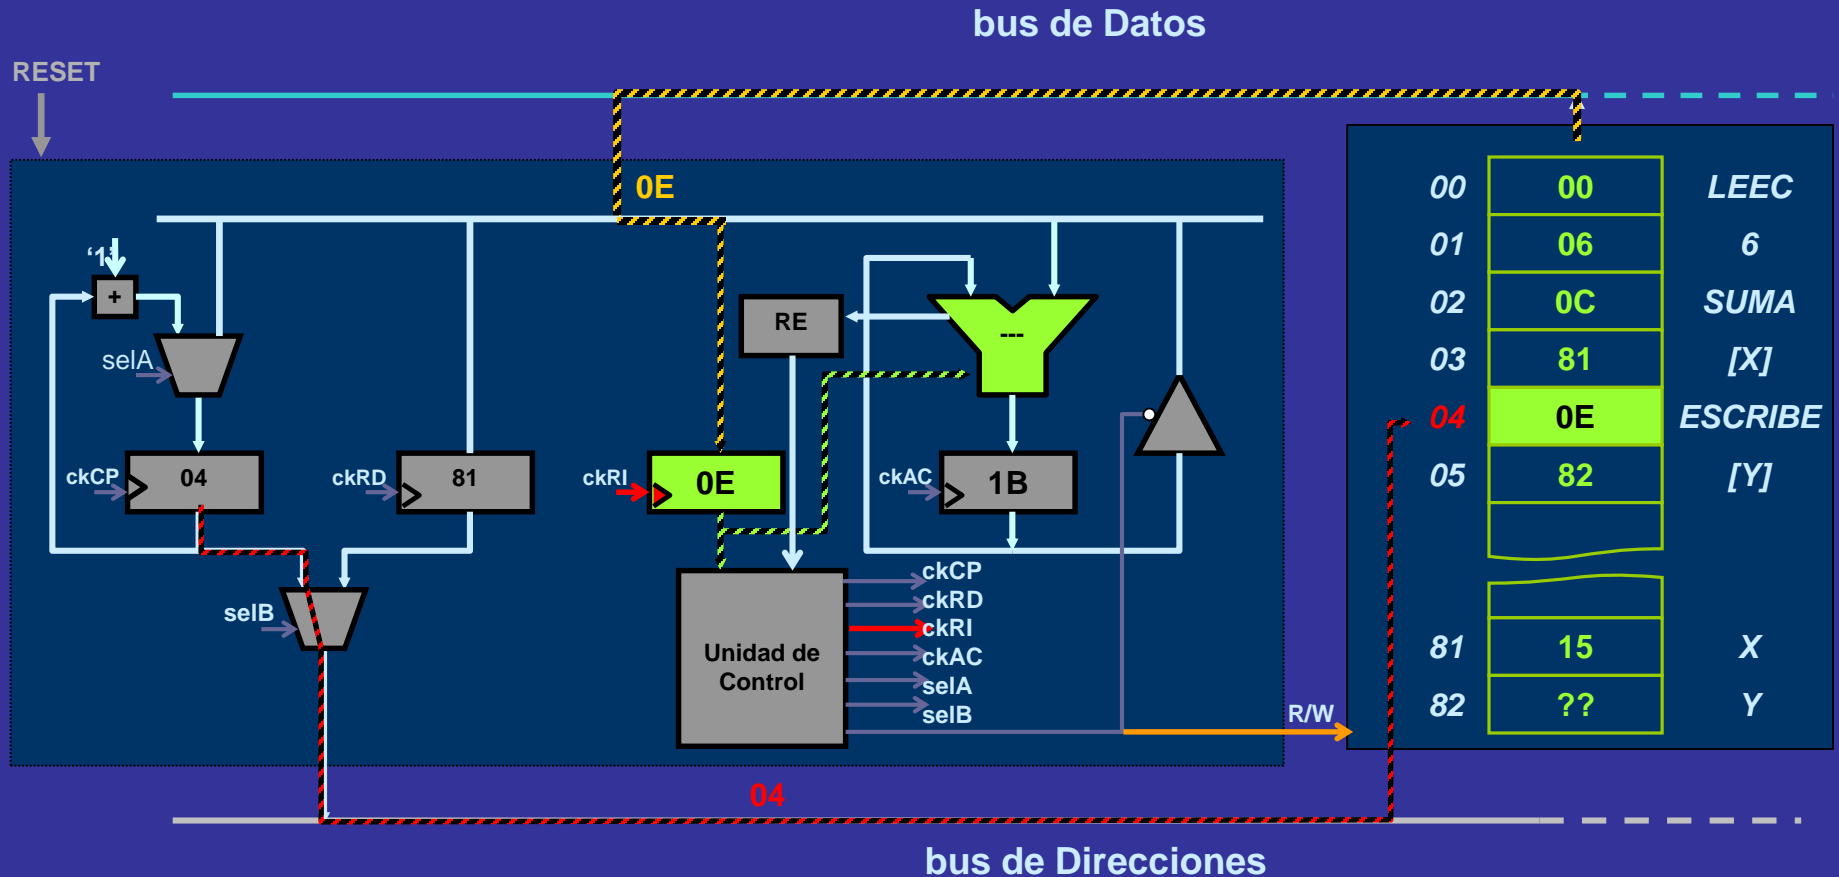 bus de Datos
RESET
0E
‘1’
+
selA
RE
---
ckCP
04
ckRD
81
ckRI
0E
ckAC
1B
selB
Unidad de
Control
ckCP
ckRD
ckRI
ckAC
selA
selB
R/W
00 00 LEEC
01 06 6
02 0C SUMA
03 81 [X]
04 0E ESCRIBE
05 82 [Y]
81 15 X
82 ?? Y
04
bus de Direcciones